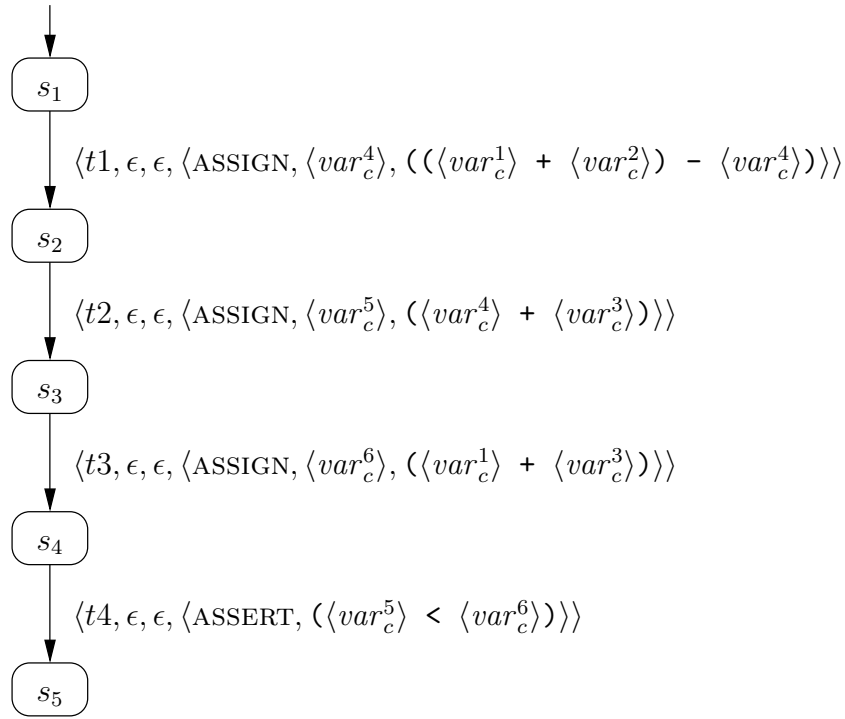 s₁
⟨t1, ϵ, ϵ, ⟨ASSIGN, ⟨var_c^4⟩, ((⟨var_c^1⟩ + ⟨var_c^2⟩) - ⟨var_c^4⟩)⟩⟩
s₂
⟨t2, ϵ, ϵ, ⟨ASSIGN, ⟨var_c^5⟩, (⟨var_c^4⟩ + ⟨var_c^3⟩)⟩⟩
s₃
⟨t3, ϵ, ϵ, ⟨ASSIGN, ⟨var_c^6⟩, (⟨var_c^1⟩ + ⟨var_c^3⟩)⟩⟩
s₄
⟨t4, ϵ, ϵ, ⟨ASSERT, (⟨var_c^5⟩ < ⟨var_c^6⟩)⟩⟩
s₅